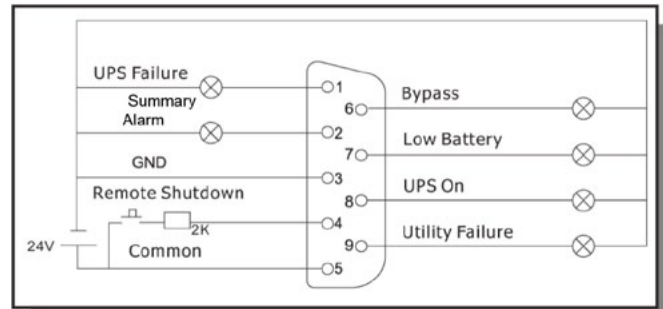 UPS Failure
Summary
Alarm
GND
Remote Shutdown
2K
24V
Common
1
2
3
4
5
6
7
8
9
Bypass
Low Battery
UPS On
Utility Failure